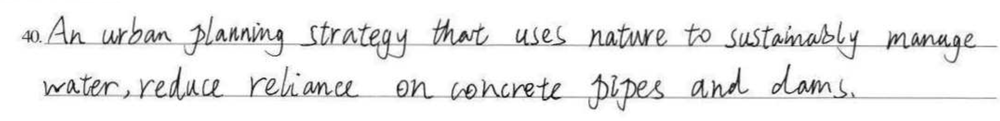 40. An urban planning strategy that uses nature to sustainably manage
water, reduce reliance on concrete pipes and dams.